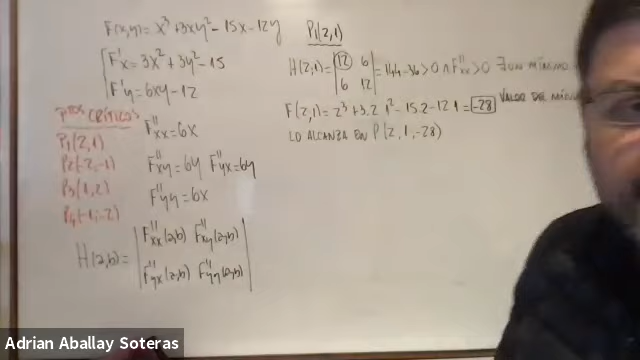 F(x,y) = x³+3xy²-15x-12y
F'x = 3x²+3y²-15
F'y = 6xy-12
PTOS CRÍTICOS
P1(2,1)
P2(-2,-1)
P3(1,2)
P4(-1,-2)
F''xx = 6x
F''xy = 6y F''yx = 6y
F''yy = 6x
H(a,b) = | F''xx(a,b) F''xy(a,b) |
| F''yx(a,b) F''yy(a,b) |
P1(2,1)
H(2,1) = | 12 6 | = 144-36>0 ∧ F''xx>0 ∃ UN MÍNIMO
| 6 12 |
F(2,1) = 2³+3.2 1²-15.2-12 1 = -28 VALOR DEL
LO ALCANZA EN P(2,1,-28)
Adrian Aballay Soteras